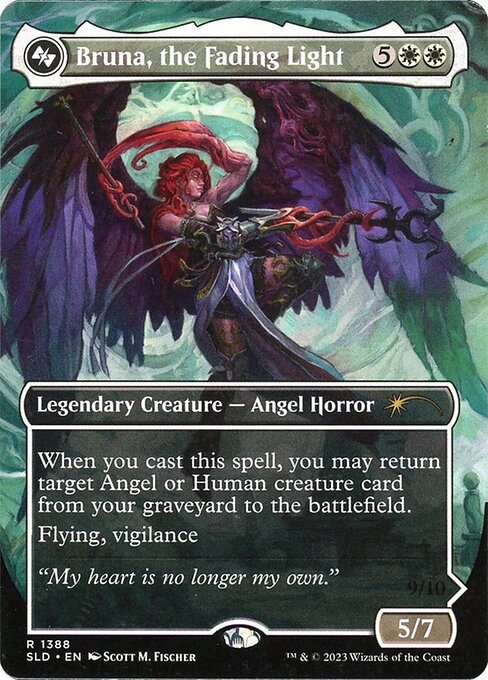 Bruna, the Fading Light 5
Legendary Creature — Angel Horror
When you cast this spell, you may return
target Angel or Human creature card
from your graveyard to the battlefield.
Flying, vigilance
“My heart is no longer my own.”
9/10
5/7
R 1388
SLD • EN Scott M. Fischer
™ & © 2023 Wizards of the Coast